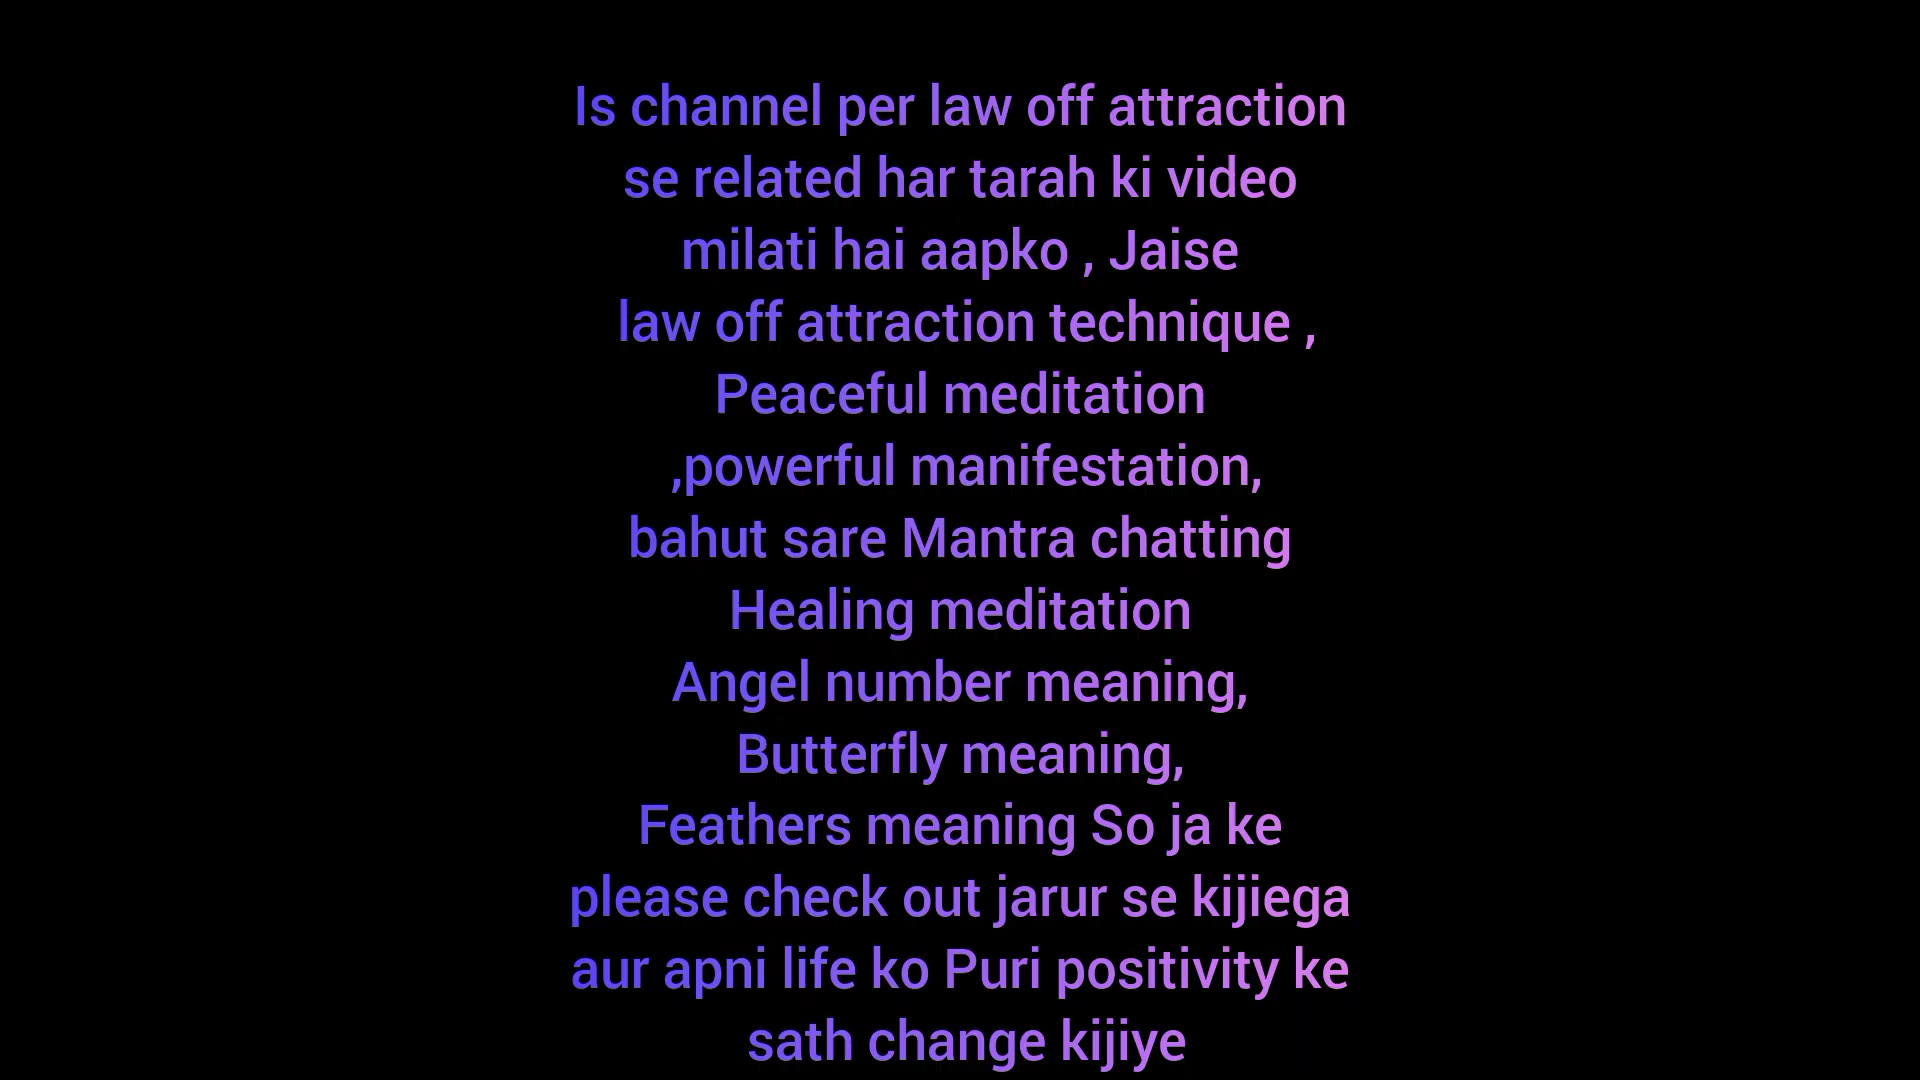 Is channel per law off attraction
se related har tarah ki video
milati hai aapko , Jaise
law off attraction technique ,
Peaceful meditation
,powerful manifestation,
bahut sare Mantra chatting
Healing meditation
Angel number meaning,
Butterfly meaning,
Feathers meaning So ja ke
please check out jarur se kijiega
aur apni life ko Puri positivity ke
sath change kijiye